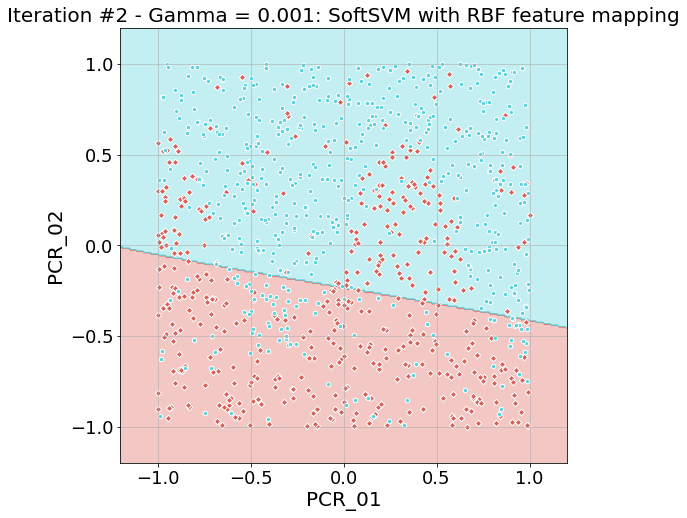 Iteration #2 - Gamma = 0.001: SoftSVM with RBF feature mapping
1.0
0.5
0.0
−0.5
−1.0
PCR_02
−1.0 −0.5 0.0 0.5 1.0
PCR_01